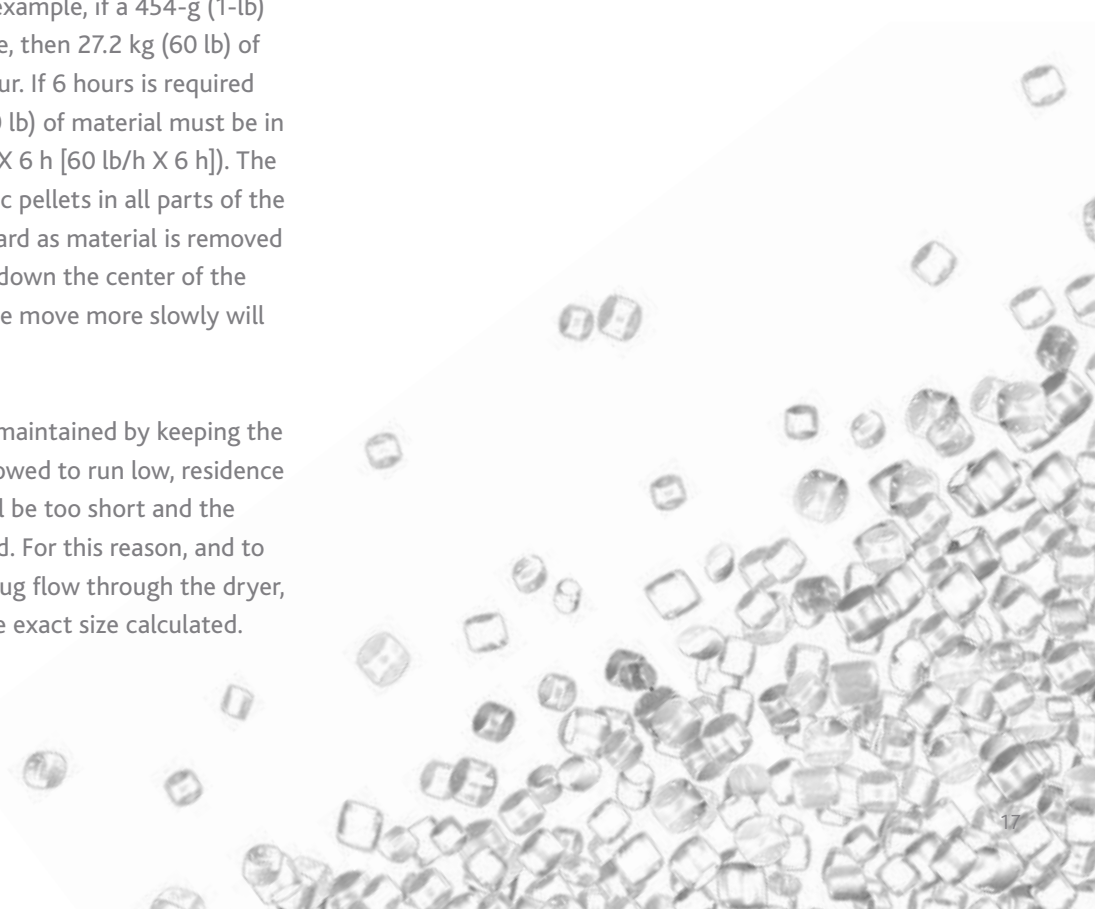 example, if a 454-g (1-lb)
e, then 27.2 kg (60 lb) of
ur. If 6 hours is required
lb) of material must be in
X 6 h [60 lb/h X 6 h]). The
c pellets in all parts of the
ard as material is removed
down the center of the
e move more slowly will
maintained by keeping the
owed to run low, residence
l be too short and the
d. For this reason, and to
ug flow through the dryer,
e exact size calculated.
17